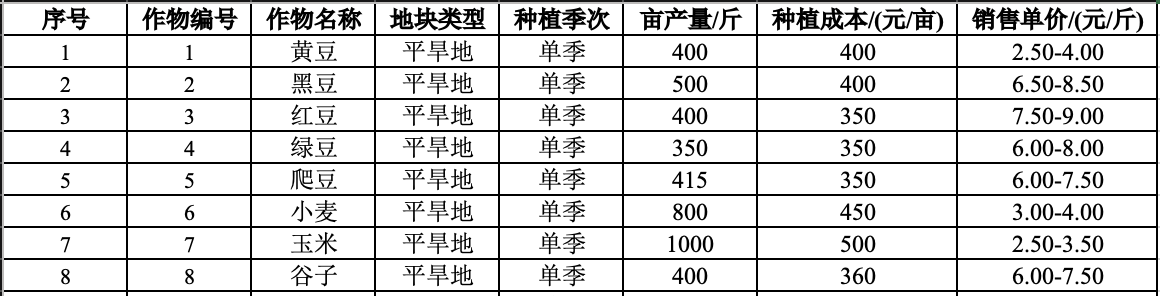 序号 作物编号 作物名称 地块类型 种植季次 亩产量/斤 种植成本/(元/亩) 销售单价/(元/斤)
1 1 黄豆 平旱地 单季 400 400 2.50-4.00
2 2 黑豆 平旱地 单季 500 400 6.50-8.50
3 3 红豆 平旱地 单季 400 350 7.50-9.00
4 4 绿豆 平旱地 单季 350 350 6.00-8.00
5 5 爬豆 平旱地 单季 415 350 6.00-7.50
6 6 小麦 平旱地 单季 800 450 3.00-4.00
7 7 玉米 平旱地 单季 1000 500 2.50-3.50
8 8 谷子 平旱地 单季 400 360 6.00-7.50